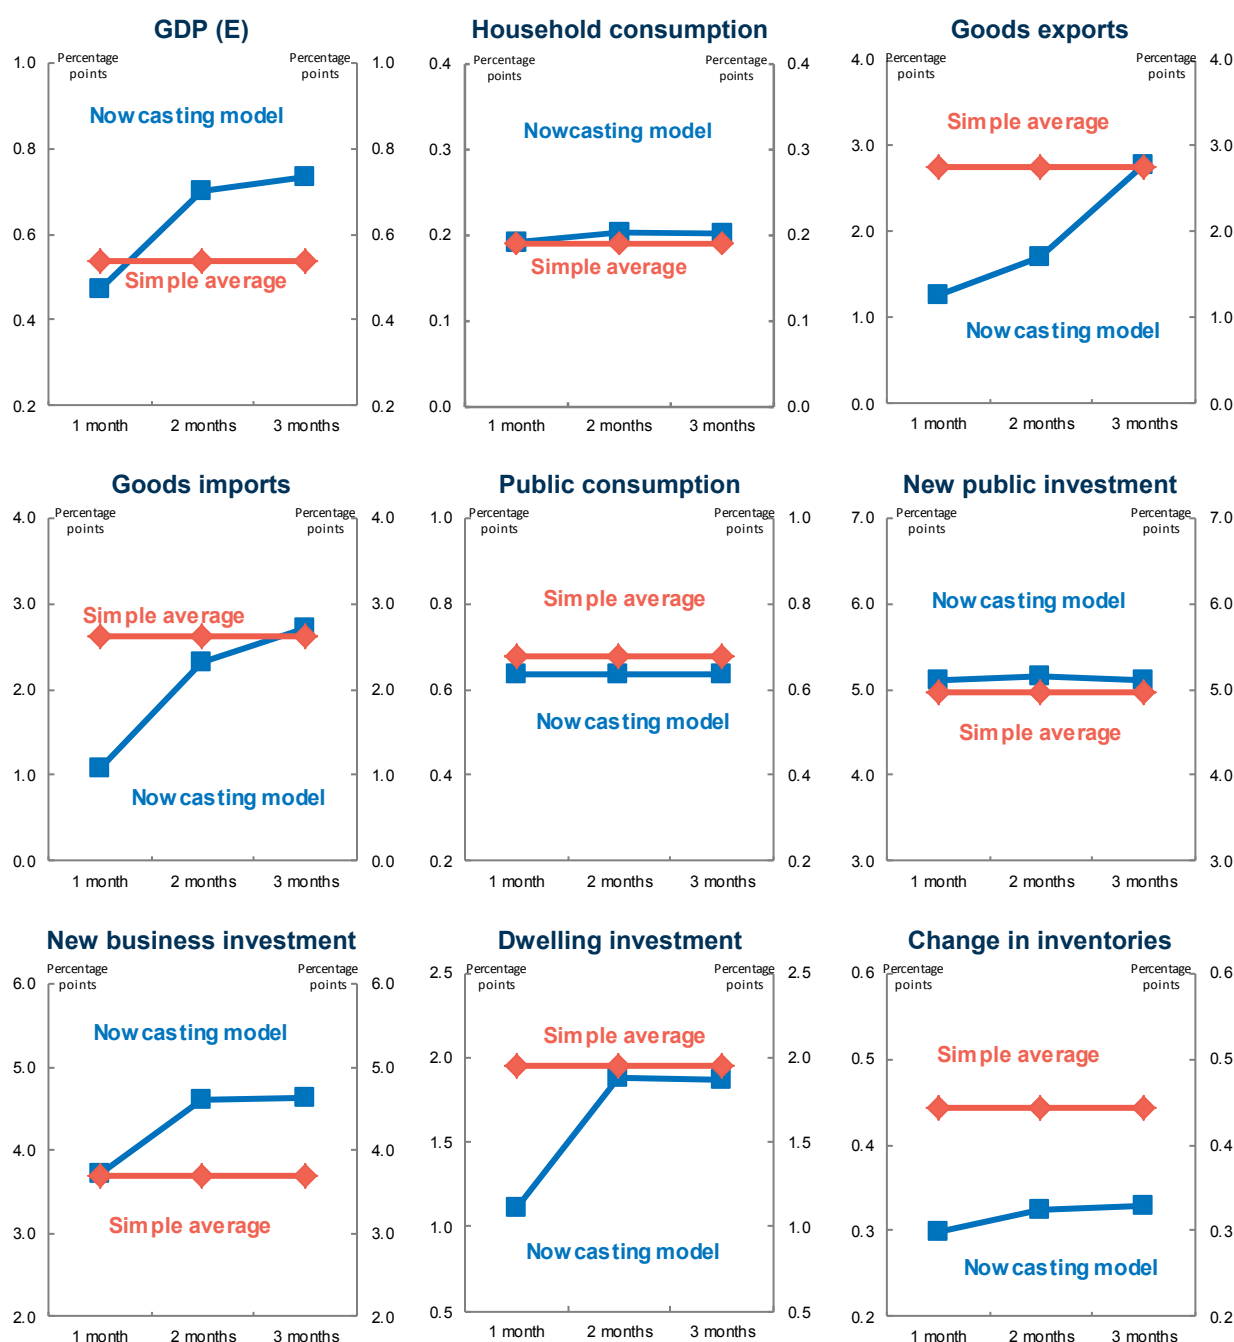 GDP (E)
Percentage
points
Percentage
points
1.0
0.8
0.6
0.4
0.2
1.0
0.8
0.6
0.4
0.2
Nowcasting model
Simple average
1 month
2 months
3 months
Household consumption
Percentage
points
Percentage
points
0.4
0.3
0.2
0.1
0.0
0.4
0.3
0.2
0.1
0.0
Nowcasting model
Simple average
1 month
2 months
3 months
Goods exports
Percentage
points
Percentage
points
4.0
3.0
2.0
1.0
0.0
4.0
3.0
2.0
1.0
0.0
Simple average
Nowcasting model
1 month
2 months
3 months
Goods imports
Percentage
points
Percentage
points
4.0
3.0
2.0
1.0
0.0
4.0
3.0
2.0
1.0
0.0
Simple average
Nowcasting model
1 month
2 months
3 months
Public consumption
Percentage
points
Percentage
points
1.0
0.8
0.6
0.4
0.2
1.0
0.8
0.6
0.4
0.2
Simple average
Nowcasting model
1 month
2 months
3 months
New public investment
Percentage
points
Percentage
points
7.0
6.0
5.0
4.0
3.0
7.0
6.0
5.0
4.0
3.0
Nowcasting model
Simple average
1 month
2 months
3 months
New business investment
Percentage
points
Percentage
points
6.0
5.0
4.0
3.0
2.0
6.0
5.0
4.0
3.0
2.0
Nowcasting model
Simple average
1 month
2 months
3 months
Dwelling investment
Percentage
points
Percentage
points
2.5
2.0
1.5
1.0
0.5
2.5
2.0
1.5
1.0
0.5
Simple average
Nowcasting model
1 month
2 months
3 months
Change in inventories
Percentage
points
Percentage
points
0.6
0.5
0.4
0.3
0.2
0.6
0.5
0.4
0.3
0.2
Simple average
Nowcasting model
1 month
2 months
3 months